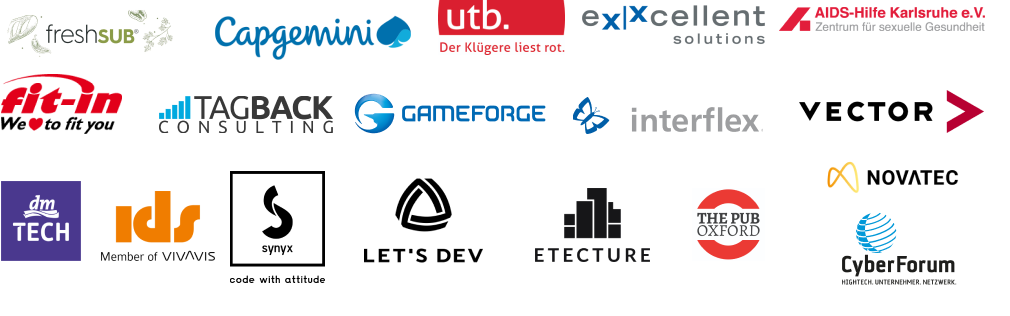 freshSUB®
Capgemini
utb.
Der Klügere liest rot.
exxcellent
solutions
AIDS-Hilfe Karlsruhe e.V.
Zentrum für sexuelle Gesundheit
fit-in
We to fit you
TAGBACK
CONSULTING
GAMEFORGE
interflex
VECTOR
dm
TECH
ids
Member of VIVAVIS
synyx
code with attitude
LET'S DEV
ETECTURE
THE PUB
OXFORD
NOVATEC
CyberForum
HIGHTECH. UNTERNEHMER. NETZWERK.